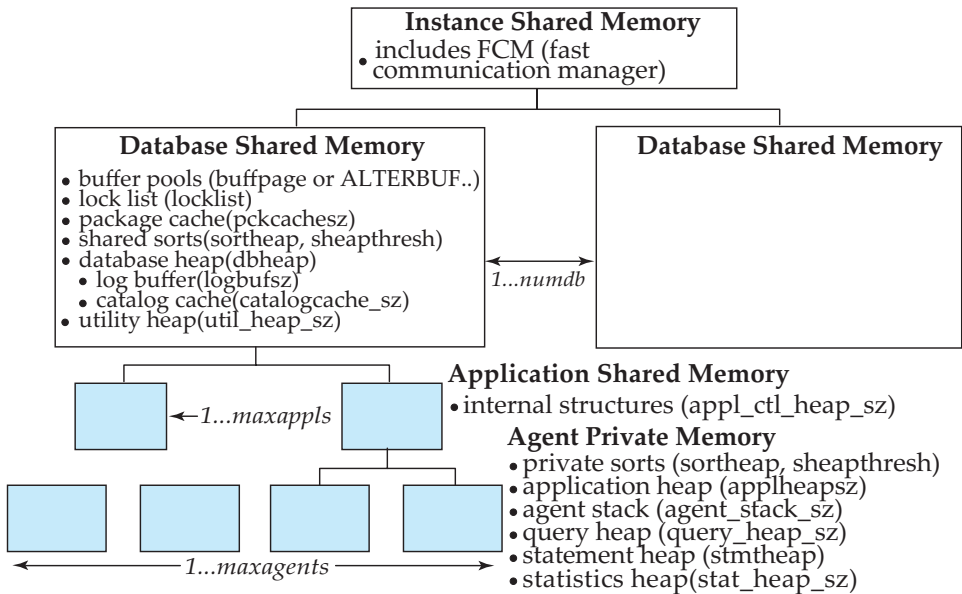 Instance Shared Memory
• includes FCM (fast
communication manager)
Database Shared Memory
• buffer pools (buffpage or ALTERBUF..)
• lock list (locklist)
• package cache(pckcachesz)
• shared sorts(sortheap, sheapthresh)
• database heap(dbheap)
• log buffer(logbufsz)
• catalog cache(catalogcache_sz)
• utility heap(util_heap_sz)
1...numdb
Database Shared Memory
1...maxappls
Application Shared Memory
• internal structures (appl_ctl_heap_sz)
Agent Private Memory
• private sorts (sortheap, sheapthresh)
• application heap (applheapsz)
• agent stack (agent_stack_sz)
• query heap (query_heap_sz)
• statement heap (stmtheap)
• statistics heap(stat_heap_sz)
1...maxagents